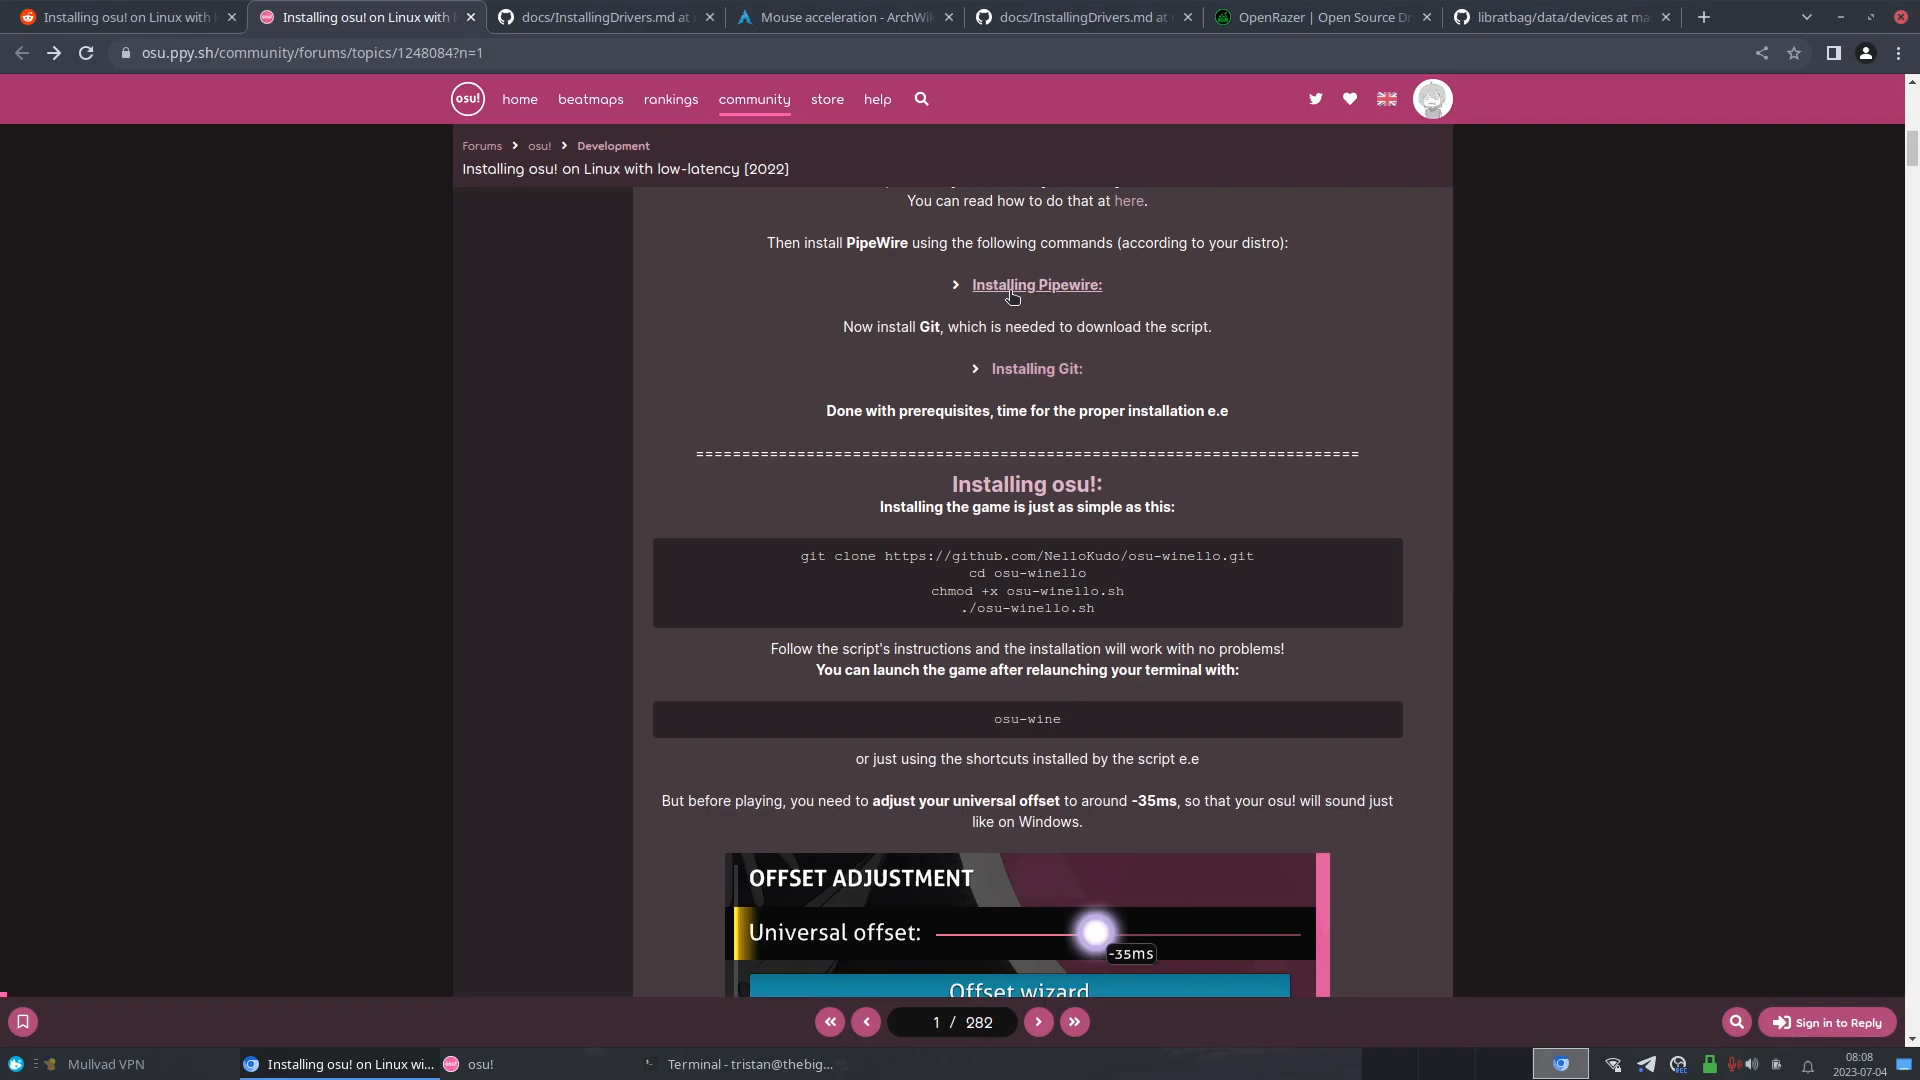 Installing osu! on Linux with
Installing osu! on Linux with
docs/InstallingDrivers.md at
Mouse acceleration - ArchWi
docs/InstallingDrivers.md at
OpenRazer | Open Source Dr
libratbag/data/devices at ma
osu.ppy.sh/community/forums/topics/1248084?n=1
osu! home beatmaps rankings community store help
Forums osu! Development
Installing osu! on Linux with low-latency [2022]
You can read how to do that at here.
Then install PipeWire using the following commands (according to your distro):
Installing Pipewire:
Now install Git, which is needed to download the script.
Installing Git:
Done with prerequisites, time for the proper installation e.e
=======================================================================
Installing osu!:
Installing the game is just as simple as this:
git clone https://github.com/NelloKudo/osu-winello.git
cd osu-winello
chmod +x osu-winello.sh
./osu-winello.sh
Follow the script's instructions and the installation will work with no problems!
You can launch the game after relaunching your terminal with:
osu-wine
or just using the shortcuts installed by the script e.e
But before playing, you need to adjust your universal offset to around -35ms, so that your osu! will sound just
like on Windows.
OFFSET ADJUSTMENT
Universal offset:
-35ms
Offset wizard
1 / 282
Sign in to Reply
Mullvad VPN
Installing osu! on Linux wi...
osu!
Terminal - tristan@thebig...
REC
08:08
2023-07-04